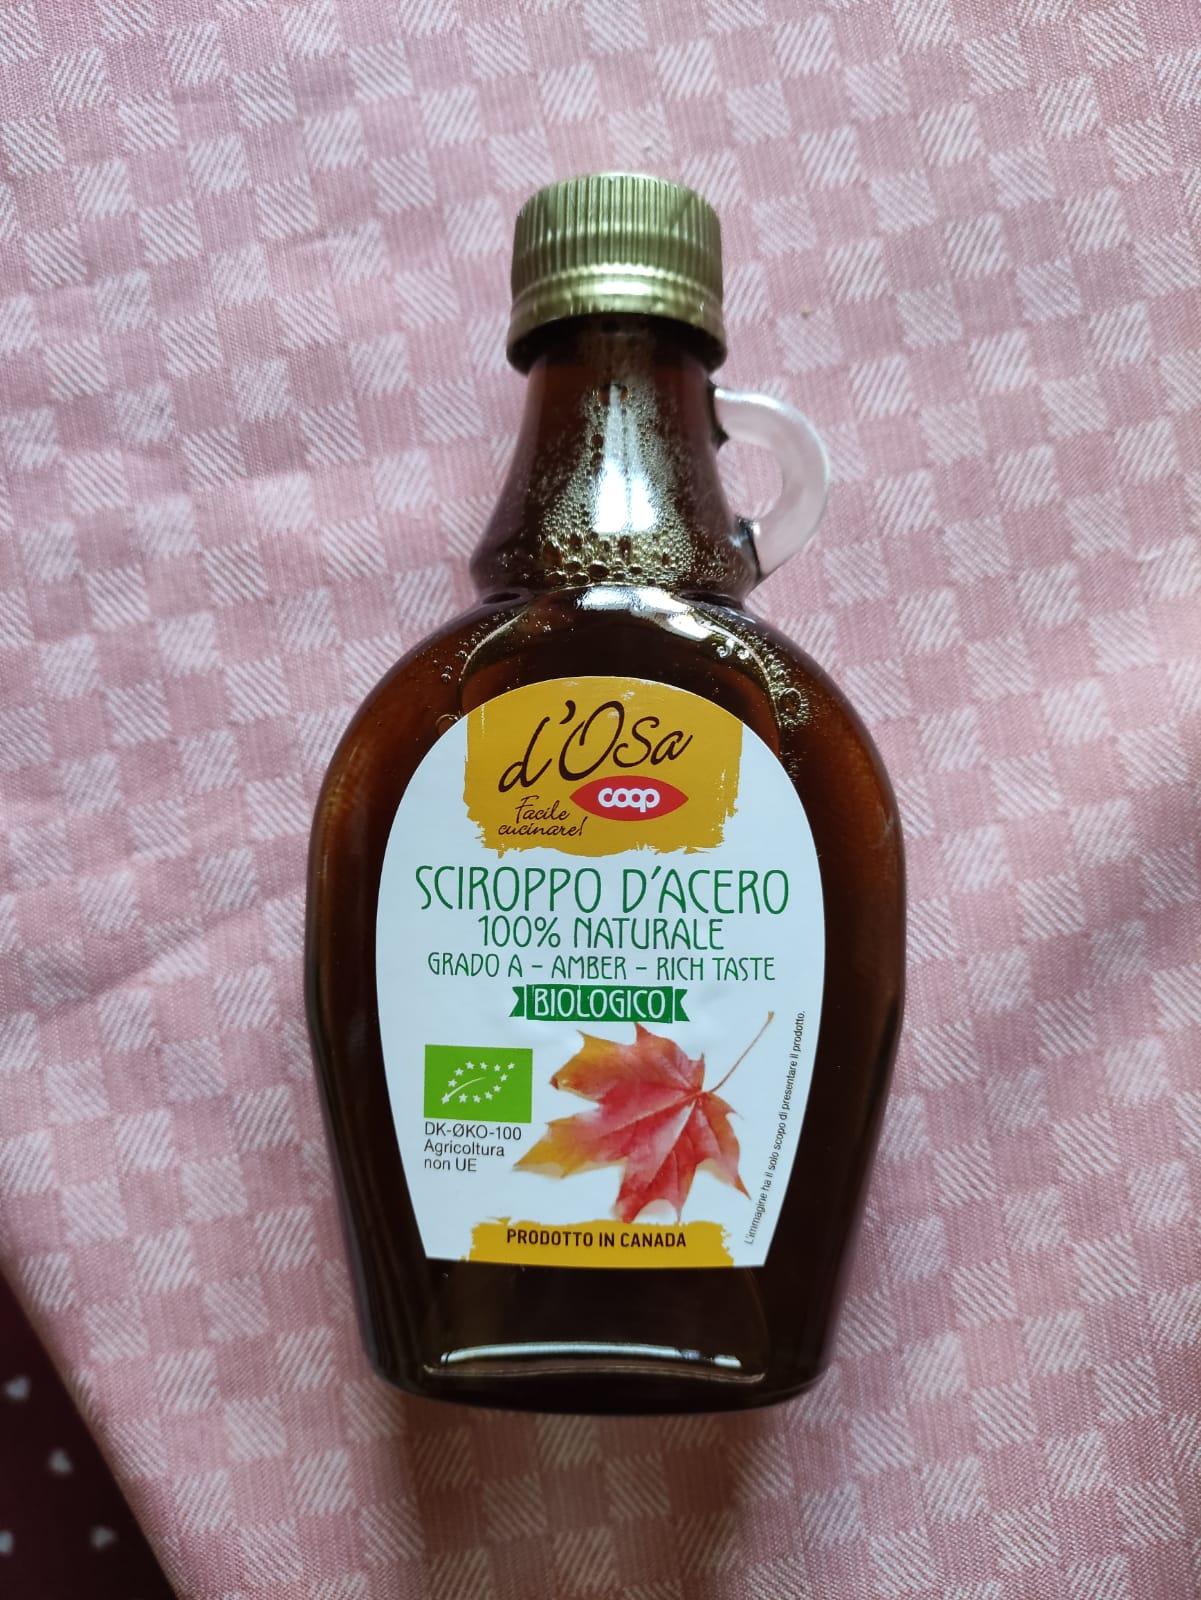 d'Osa
coop
Facile
cucinare!
SCIROPPO D'ACERO
100% NATURALE
GRADO A – AMBER – RICH TASTE
BIOLOGICO
DK-ØKO-100
Agricoltura
non UE
L'immagine ha il solo scopo di presentare il prodotto.
PRODOTTO IN CANADA